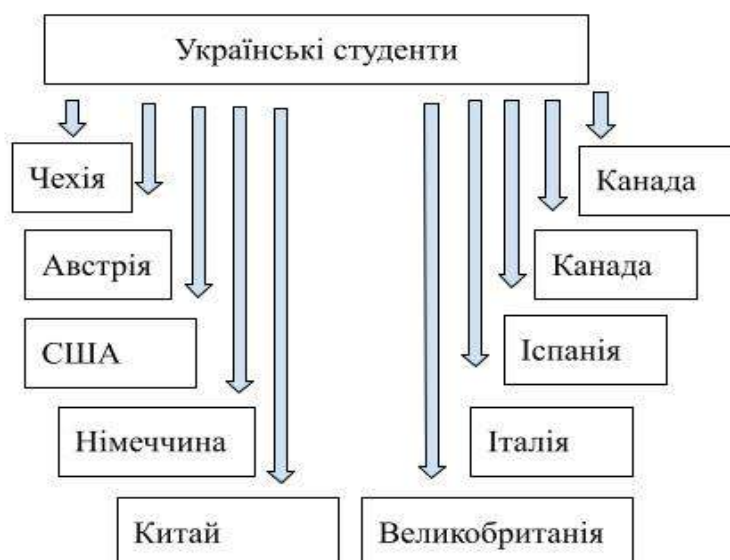 Українські студенти
Чехія
Канада
Австрія
Канада
США
Іспанія
Німеччина
Італія
Китай
Великобританія